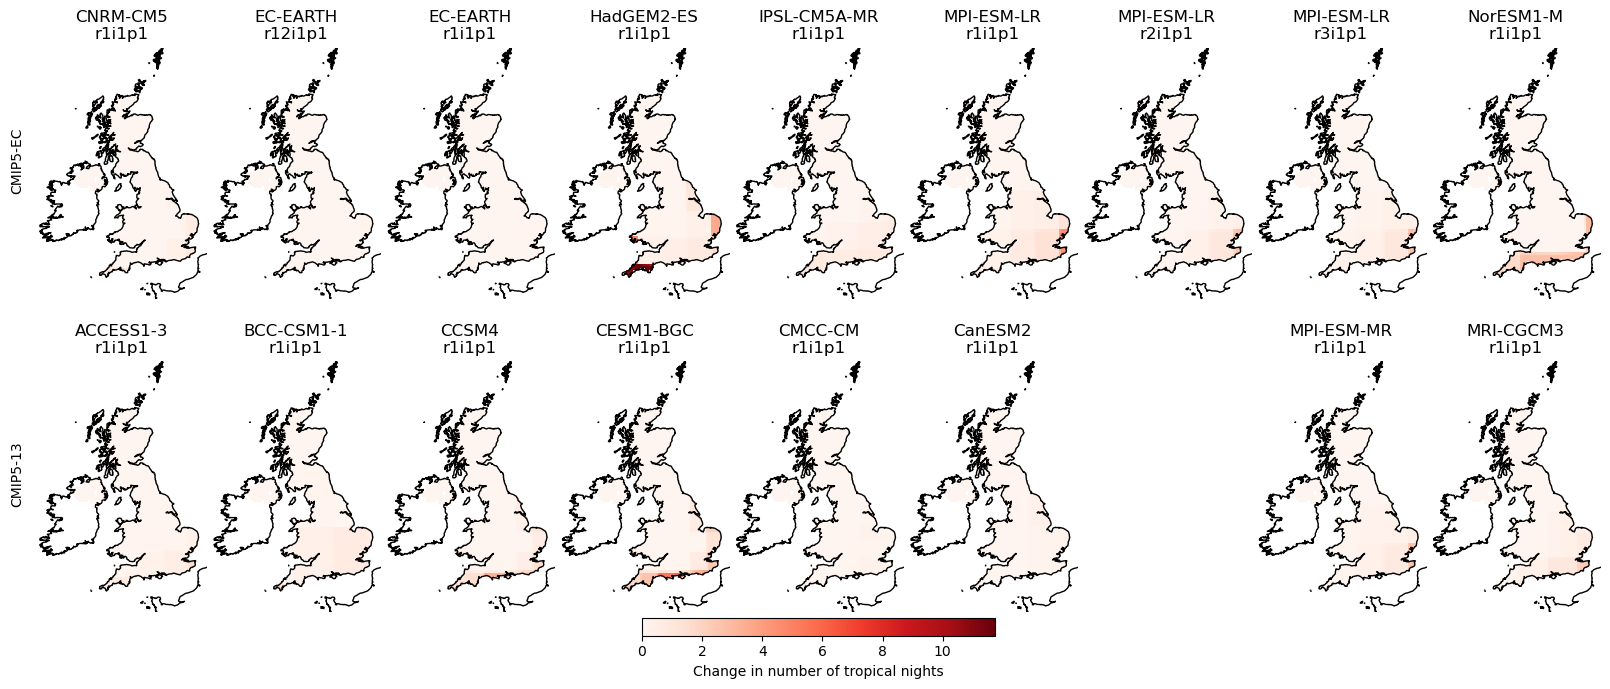 CNRM-CM5
r1i1p1
EC-EARTH
r12i1p1
EC-EARTH
r1i1p1
HadGEM2-ES
r1i1p1
IPSL-CM5A-MR
r1i1p1
MPI-ESM-LR
r1i1p1
MPI-ESM-LR
r2i1p1
MPI-ESM-LR
r3i1p1
NorESM1-M
r1i1p1
CMIP5-EC
ACCESS1-3
r1i1p1
BCC-CSM1-1
r1i1p1
CCSM4
r1i1p1
CESM1-BGC
r1i1p1
CMCC-CM
r1i1p1
CanESM2
r1i1p1
MPI-ESM-MR
r1i1p1
MRI-CGCM3
r1i1p1
CMIP5-13
0 2 4 6 8 10
Change in number of tropical nights